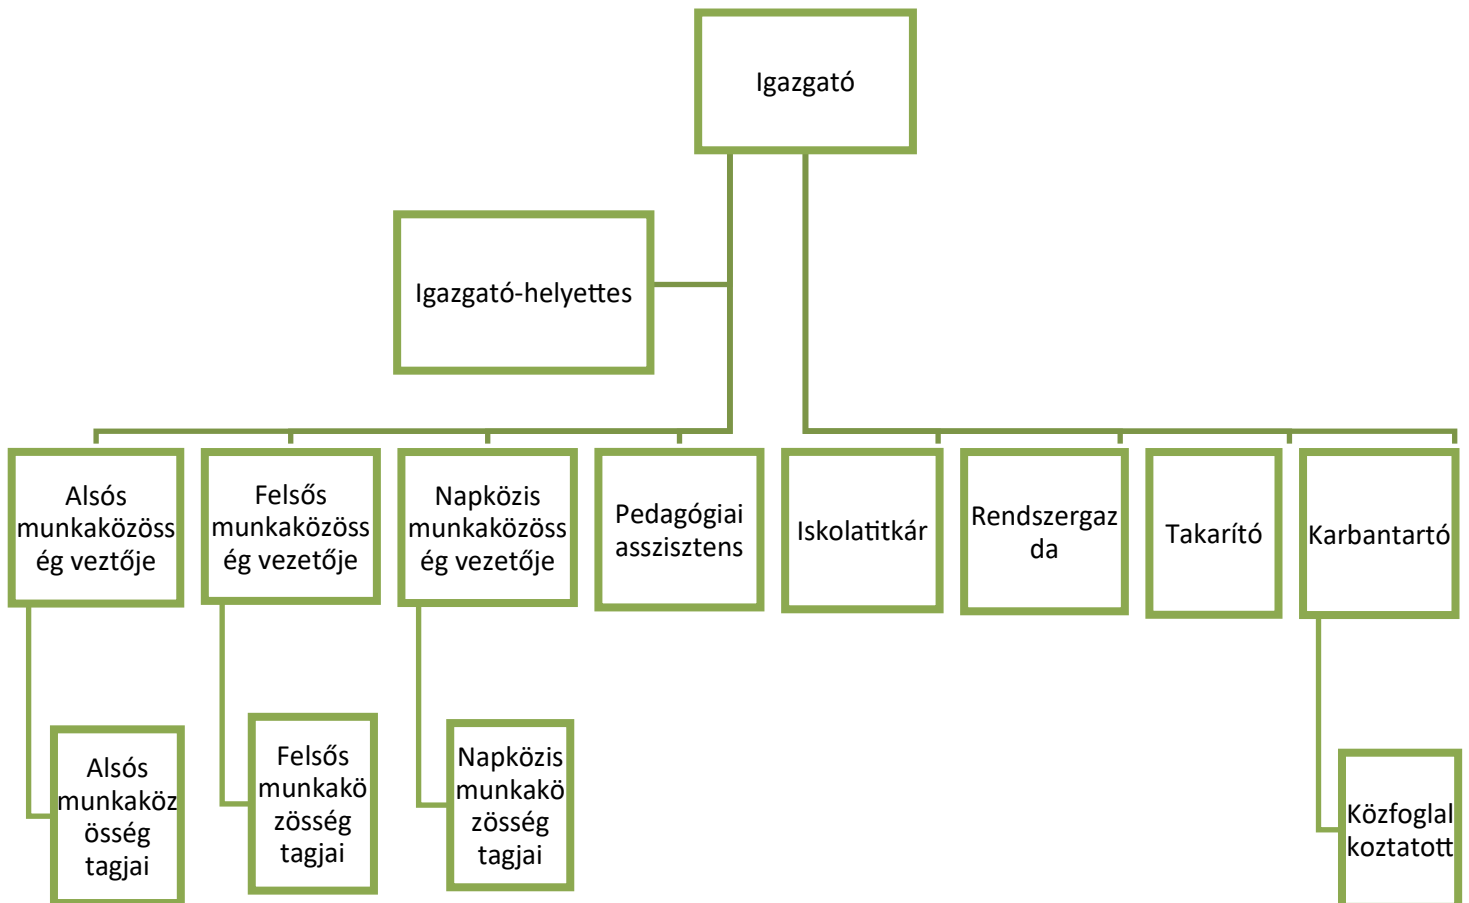 Igazgató
Igazgató-helyettes
Alsós
munkaközöss
ég veztője
Felsős
munkaközöss
ég vezetője
Napközis
munkaközöss
ég vezetője
Pedagógiai
asszisztens
Iskolatitkár
Rendszergaz
da
Takarító
Karbantartó
Alsós
munkaköz
össég
tagjai
Felsős
munkakö
zösség
tagjai
Napközis
munkakö
zösség
tagjai
Közfoglal
koztatott